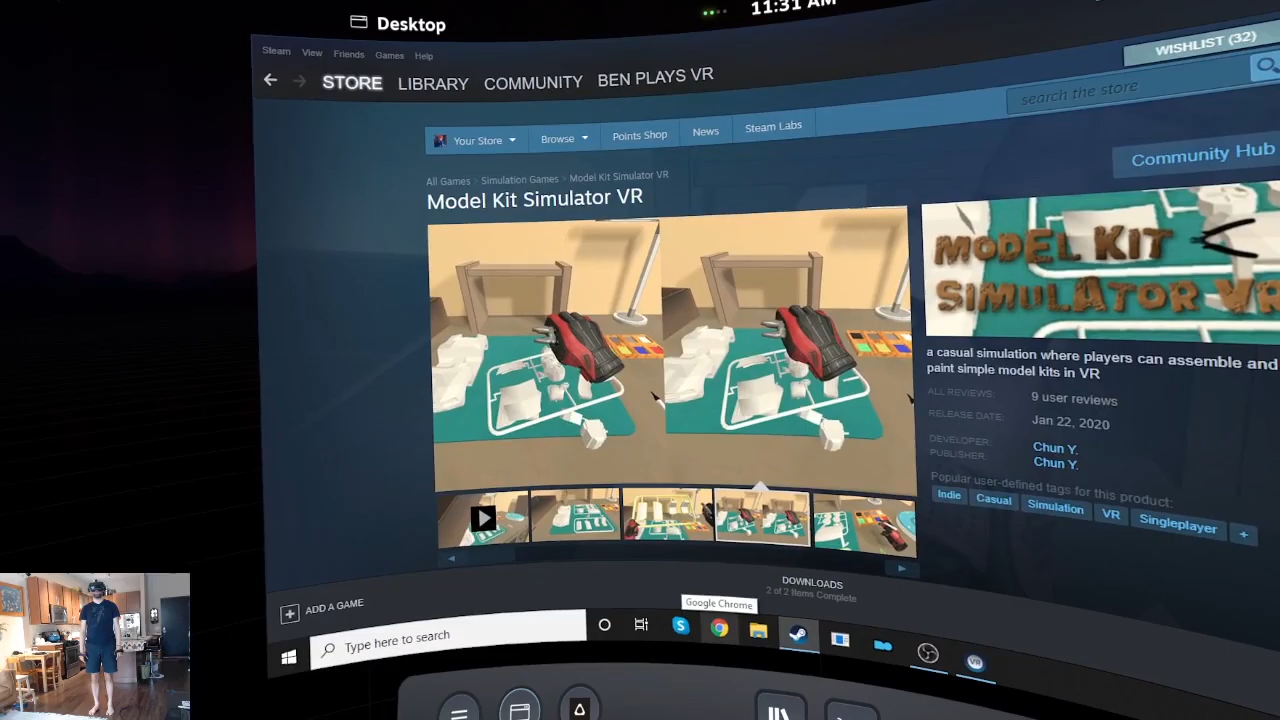 Desktop
11:31 AM
Steam View Friends Games Help
WISHLIST (32)
STORE LIBRARY COMMUNITY BEN PLAYS VR
search the store
Your Store Browse Points Shop News Steam Labs
All Games > Simulation Games > Model Kit Simulator VR
Community Hub
Model Kit Simulator VR
MODEL KIT
SIMULATOR VR
a casual simulation where players can assemble and
paint simple model kits in VR
ALL REVIEWS: 9 user reviews
RELEASE DATE: Jan 22, 2020
DEVELOPER: Chun Y.
PUBLISHER: Chun Y.
Popular user-defined tags for this product:
Indie Casual Simulation VR Singleplayer +
DOWNLOADS
2 of 2 Items Complete
+ ADD A GAME
Google Chrome
Type here to search
VR